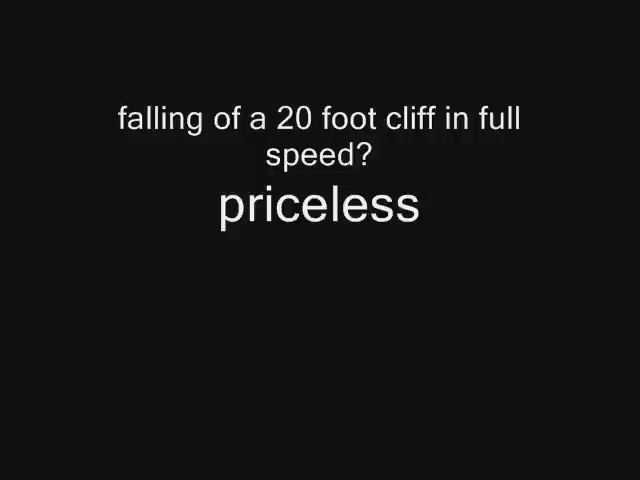 falling of a 20 foot cliff in full
speed?
priceless